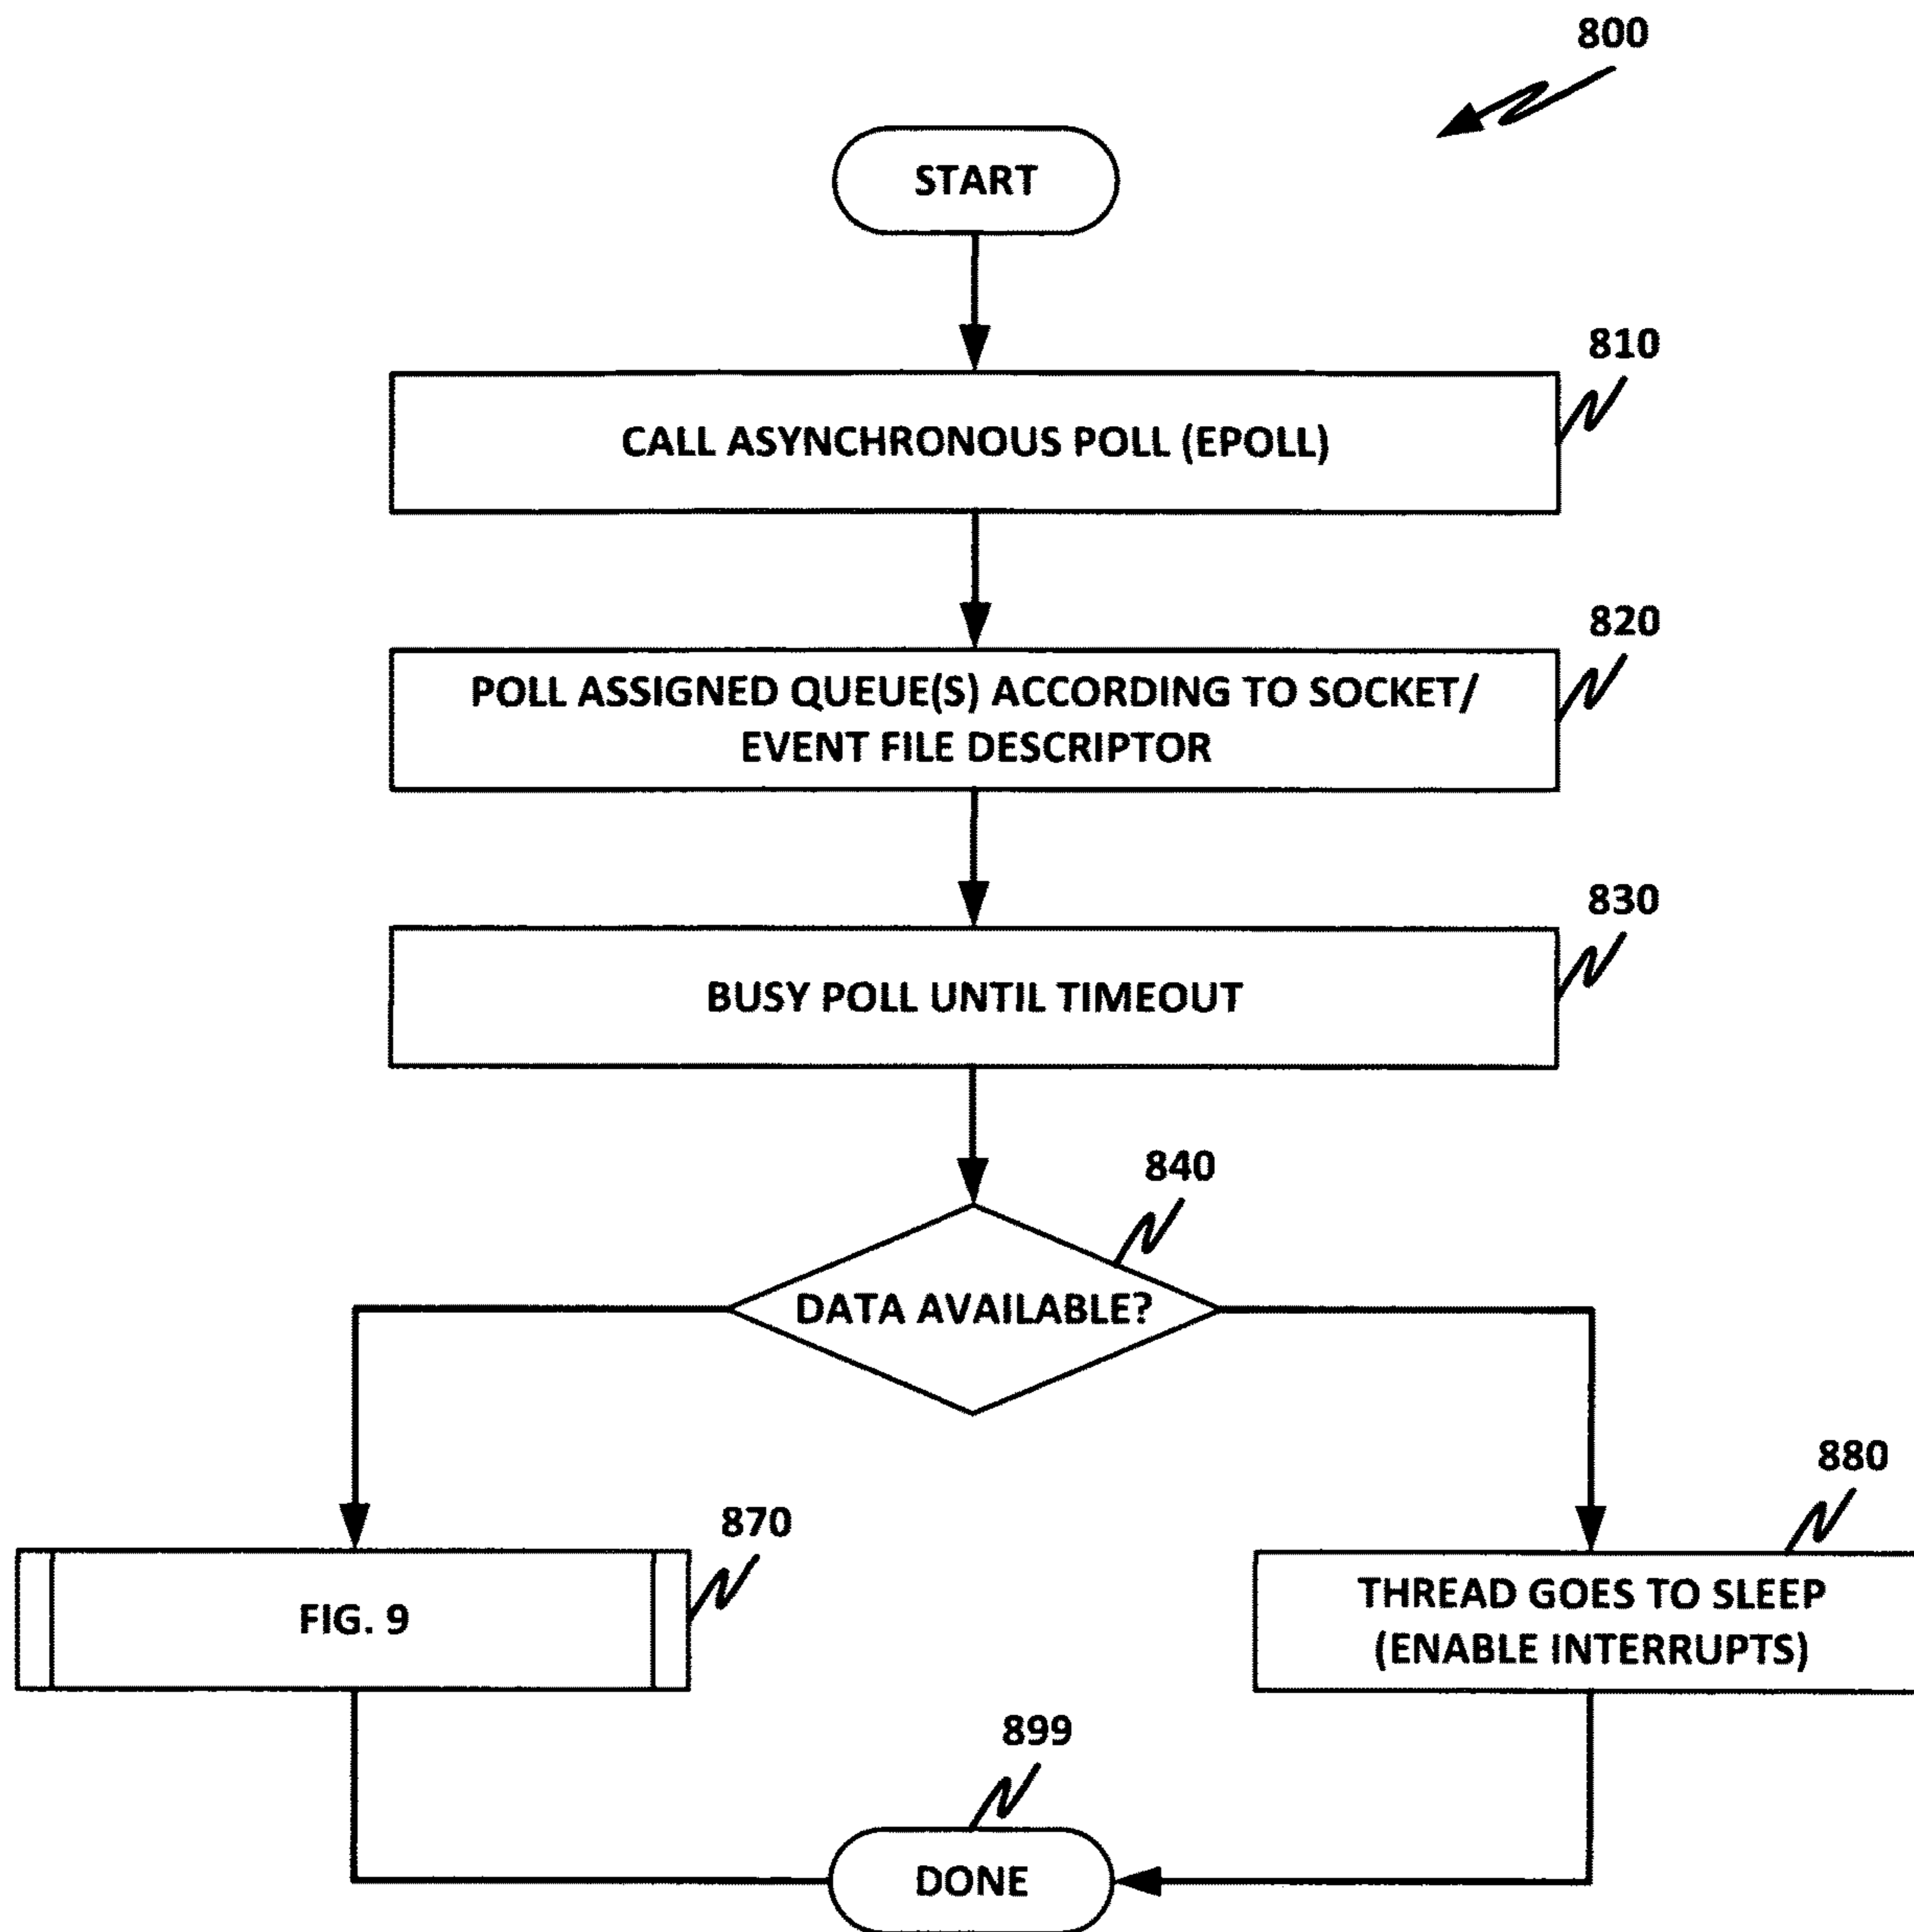 800
START
810
CALL ASYNCHRONOUS POLL (EPOLL)
820
POLL ASSIGNED QUEUE(S) ACCORDING TO SOCKET/
EVENT FILE DESCRIPTOR
830
BUSY POLL UNTIL TIMEOUT
840
DATA AVAILABLE?
870
FIG. 9
880
THREAD GOES TO SLEEP
(ENABLE INTERRUPTS)
899
DONE